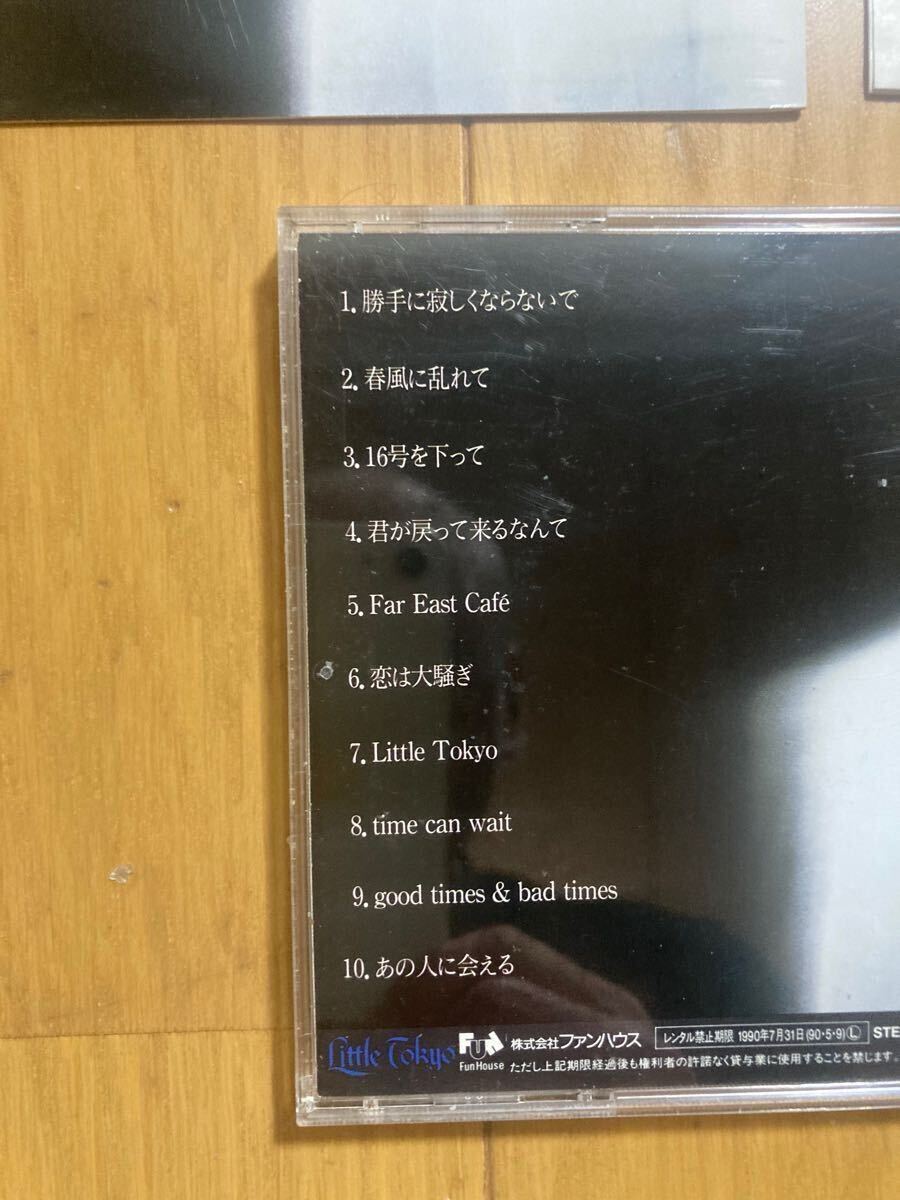 1. 勝手に寂しくならないで
2. 春風に乱れて
3. 16号を下って
4. 君が戻って来るなんて
5. Far East Café
6. 恋は大騒ぎ
7. Little Tokyo
8. time can wait
9. good times & bad times
10. あの人に会える
Little Tokyo FUN 株式会社ファンハウス レンタル禁止期限 1990年7月31日(90・5・9)Ⓛ STE
Fun House ただし上記期限経過後も権利者の許諾なく貸与業に使用することを禁じます。